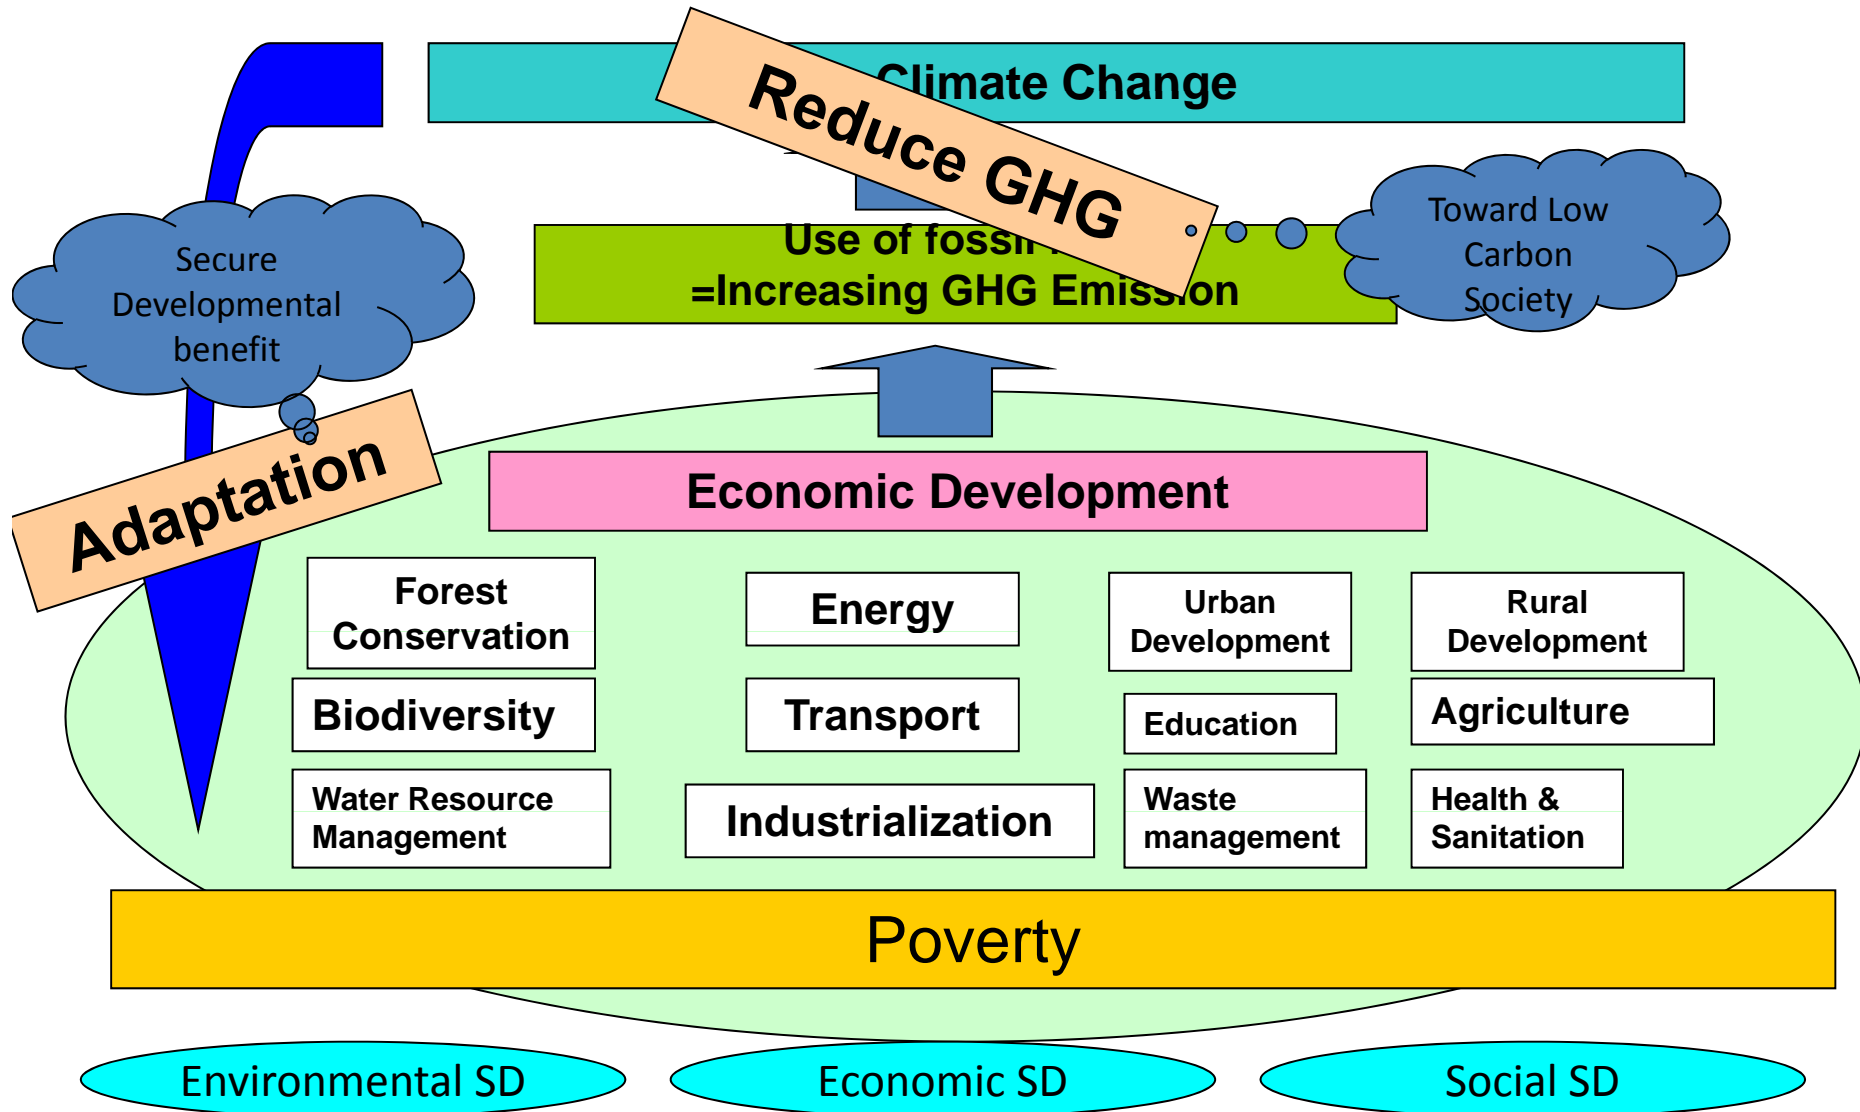 Climate Change
Reduce GHG
Use of fossil
=Increasing GHG Emission
Toward Low
Carbon
Society
Secure
Developmental
benefit
Adaptation
Economic Development
Forest
Conservation
Energy
Urban
Development
Rural
Development
Biodiversity
Transport
Education
Agriculture
Water Resource
Management
Industrialization
Waste
management
Health &
Sanitation
Poverty
Environmental SD
Economic SD
Social SD